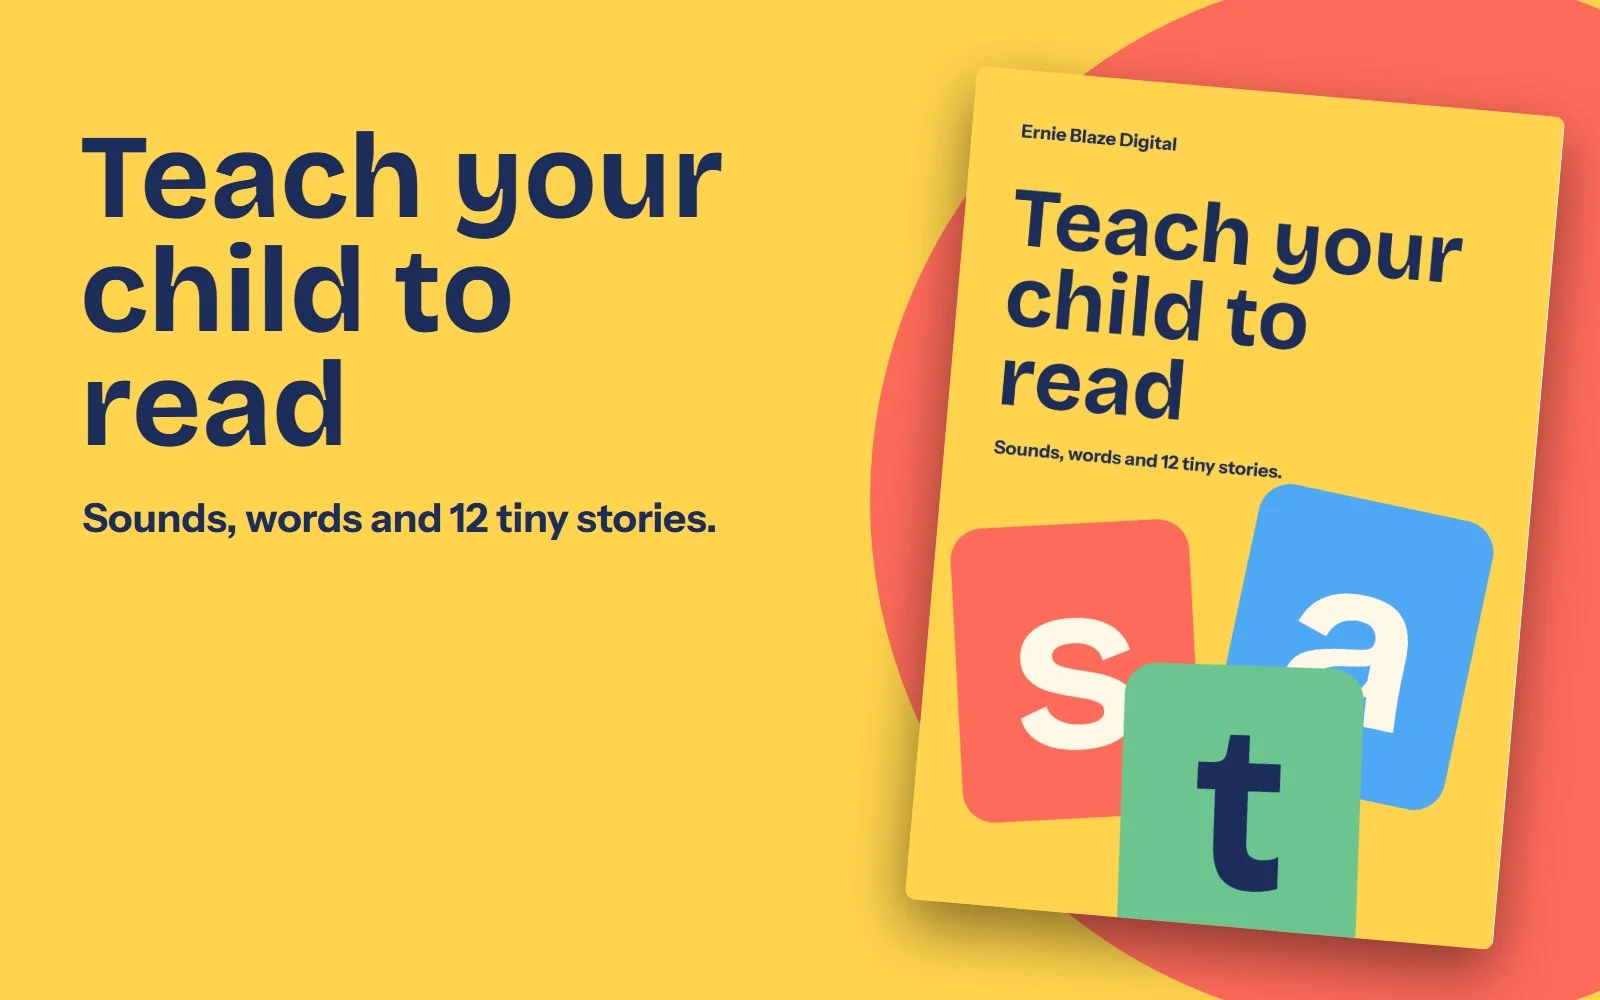 Teach your
child to
read
Sounds, words and 12 tiny stories.
Ernie Blaze Digital
Teach your
child to
read
Sounds, words and 12 tiny stories.
s
a
t